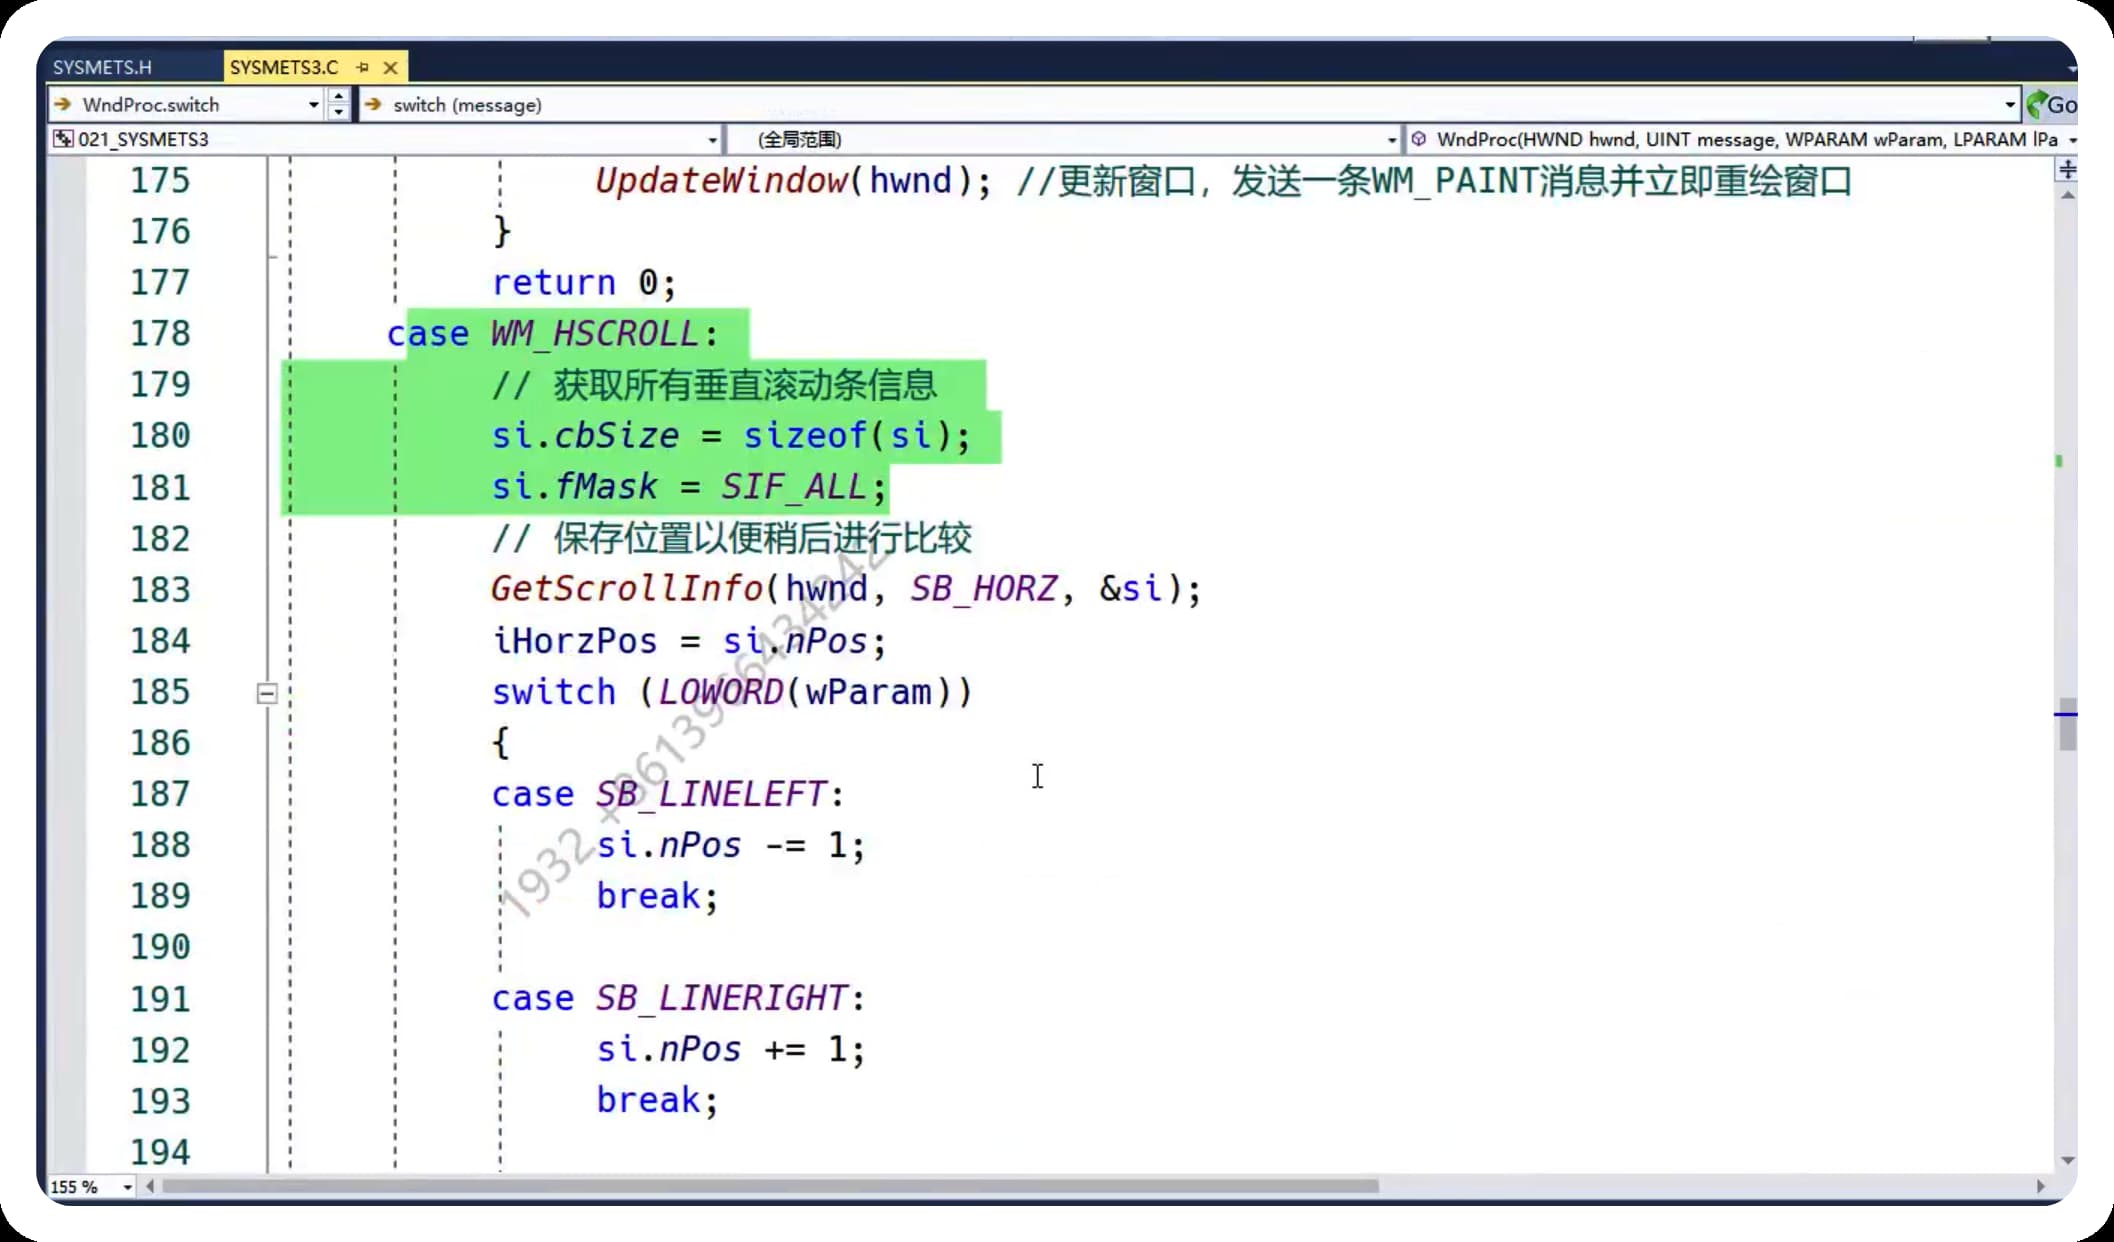 SYSMETS.H SYSMETS3.C
WndProc.switch switch (message) Go
021_SYSMETS3 (全局范围) WndProc(HWND hwnd, UINT message, WPARAM wParam, LPARAM lPa
175 UpdateWindow(hwnd); //更新窗口，发送一条WM_PAINT消息并立即重绘窗口
176 }
177 return 0;
178 case WM_HSCROLL:
179 // 获取所有垂直滚动条信息
180 si.cbSize = sizeof(si);
181 si.fMask = SIF_ALL;
182 // 保存位置以便稍后进行比较
183 GetScrollInfo(hwnd, SB_HORZ, &si);
184 iHorzPos = si.nPos;
185 switch (LOWORD(wParam))
186 {
187 case SB_LINELEFT:
188 si.nPos -= 1;
189 break;
190
191 case SB_LINERIGHT:
192 si.nPos += 1;
193 break;
194
155 %